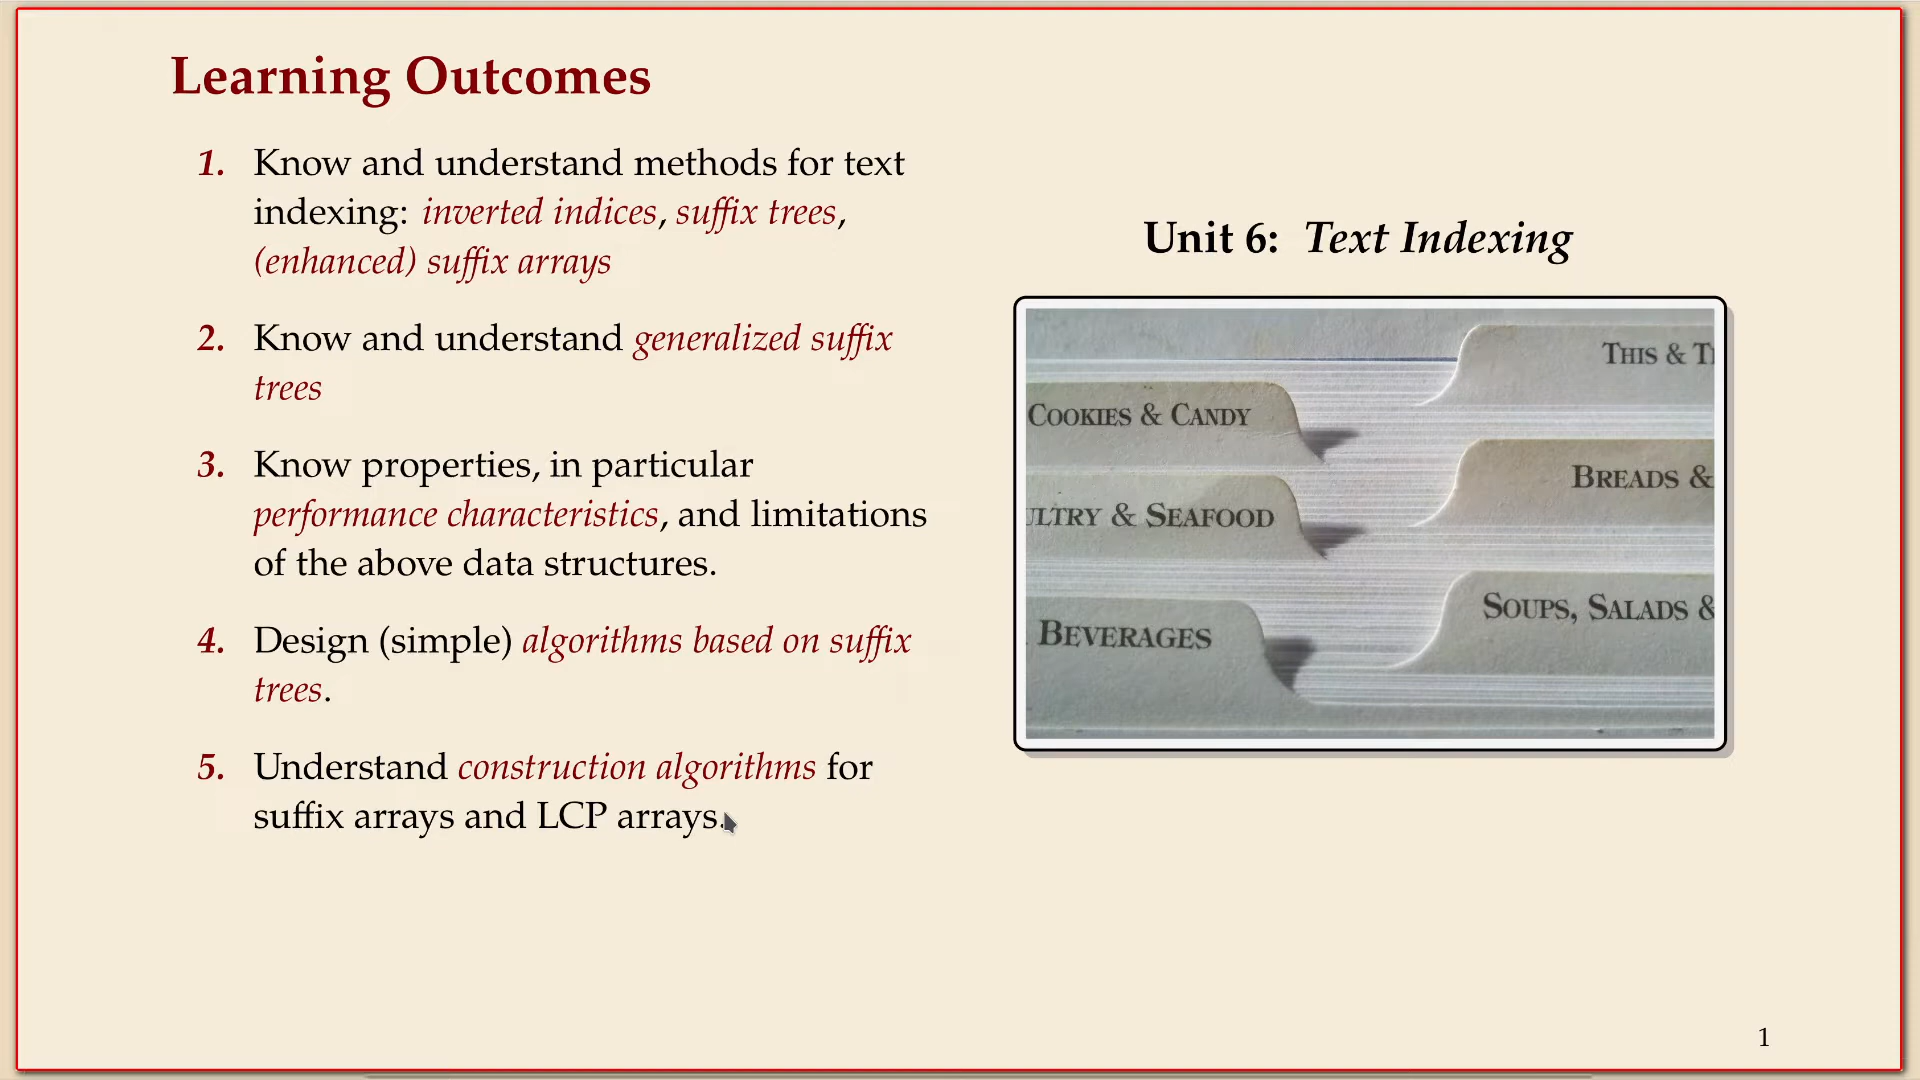 Learning Outcomes
1. Know and understand methods for text
indexing: inverted indices, suffix trees,
(enhanced) suffix arrays
2. Know and understand generalized suffix
trees
3. Know properties, in particular
performance characteristics, and limitations
of the above data structures.
4. Design (simple) algorithms based on suffix
trees.
5. Understand construction algorithms for
suffix arrays and LCP arrays.
Unit 6: Text Indexing
THIS &
COOKIES & CANDY
BREADS &
& SEAFOOD
SOUPS, SALADS &
BEVERAGES
1